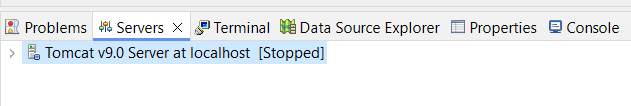 Problems Servers Terminal Data Source Explorer Properties Console
Tomcat v9.0 Server at localhost [Stopped]